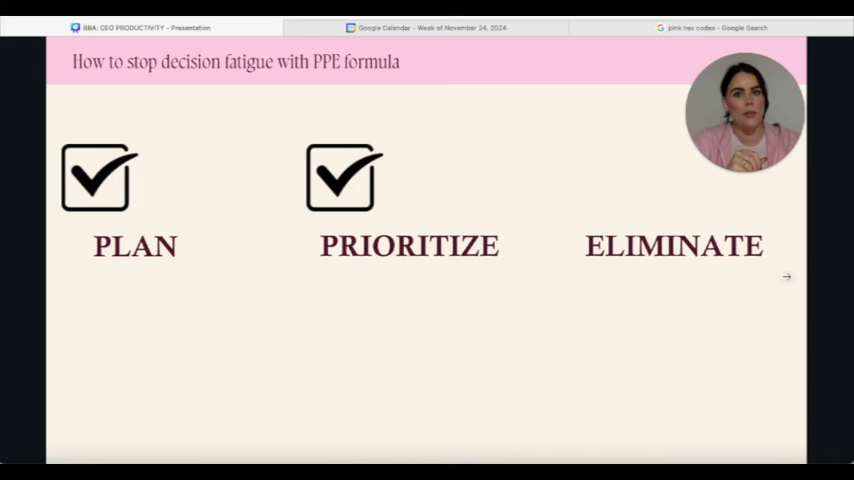 BBA: CEO PRODUCTIVITY - Presentation
Google Calendar - Week of November 24, 2024
pink hex codes - Google Search
How to stop decision fatigue with PPE formula
PLAN
PRIORITIZE
ELIMINATE